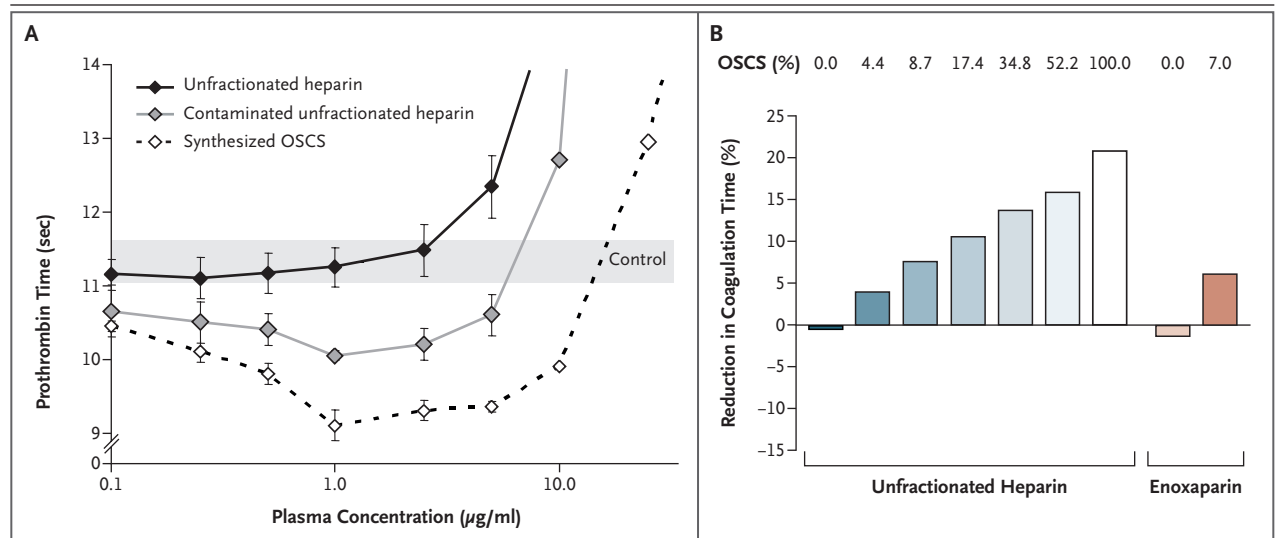 A
14
13
12
11
10
9
0
Prothrombin Time (sec)
Unfractionated heparin
Contaminated unfractionated heparin
Synthesized OSCS
Control
0.1 1.0 10.0
Plasma Concentration (µg/ml)
B
OSCS (%) 0.0 4.4 8.7 17.4 34.8 52.2 100.0 0.0 7.0
25
20
15
10
5
0
−5
−10
−15
Reduction in Coagulation Time (%)
Unfractionated Heparin Enoxaparin